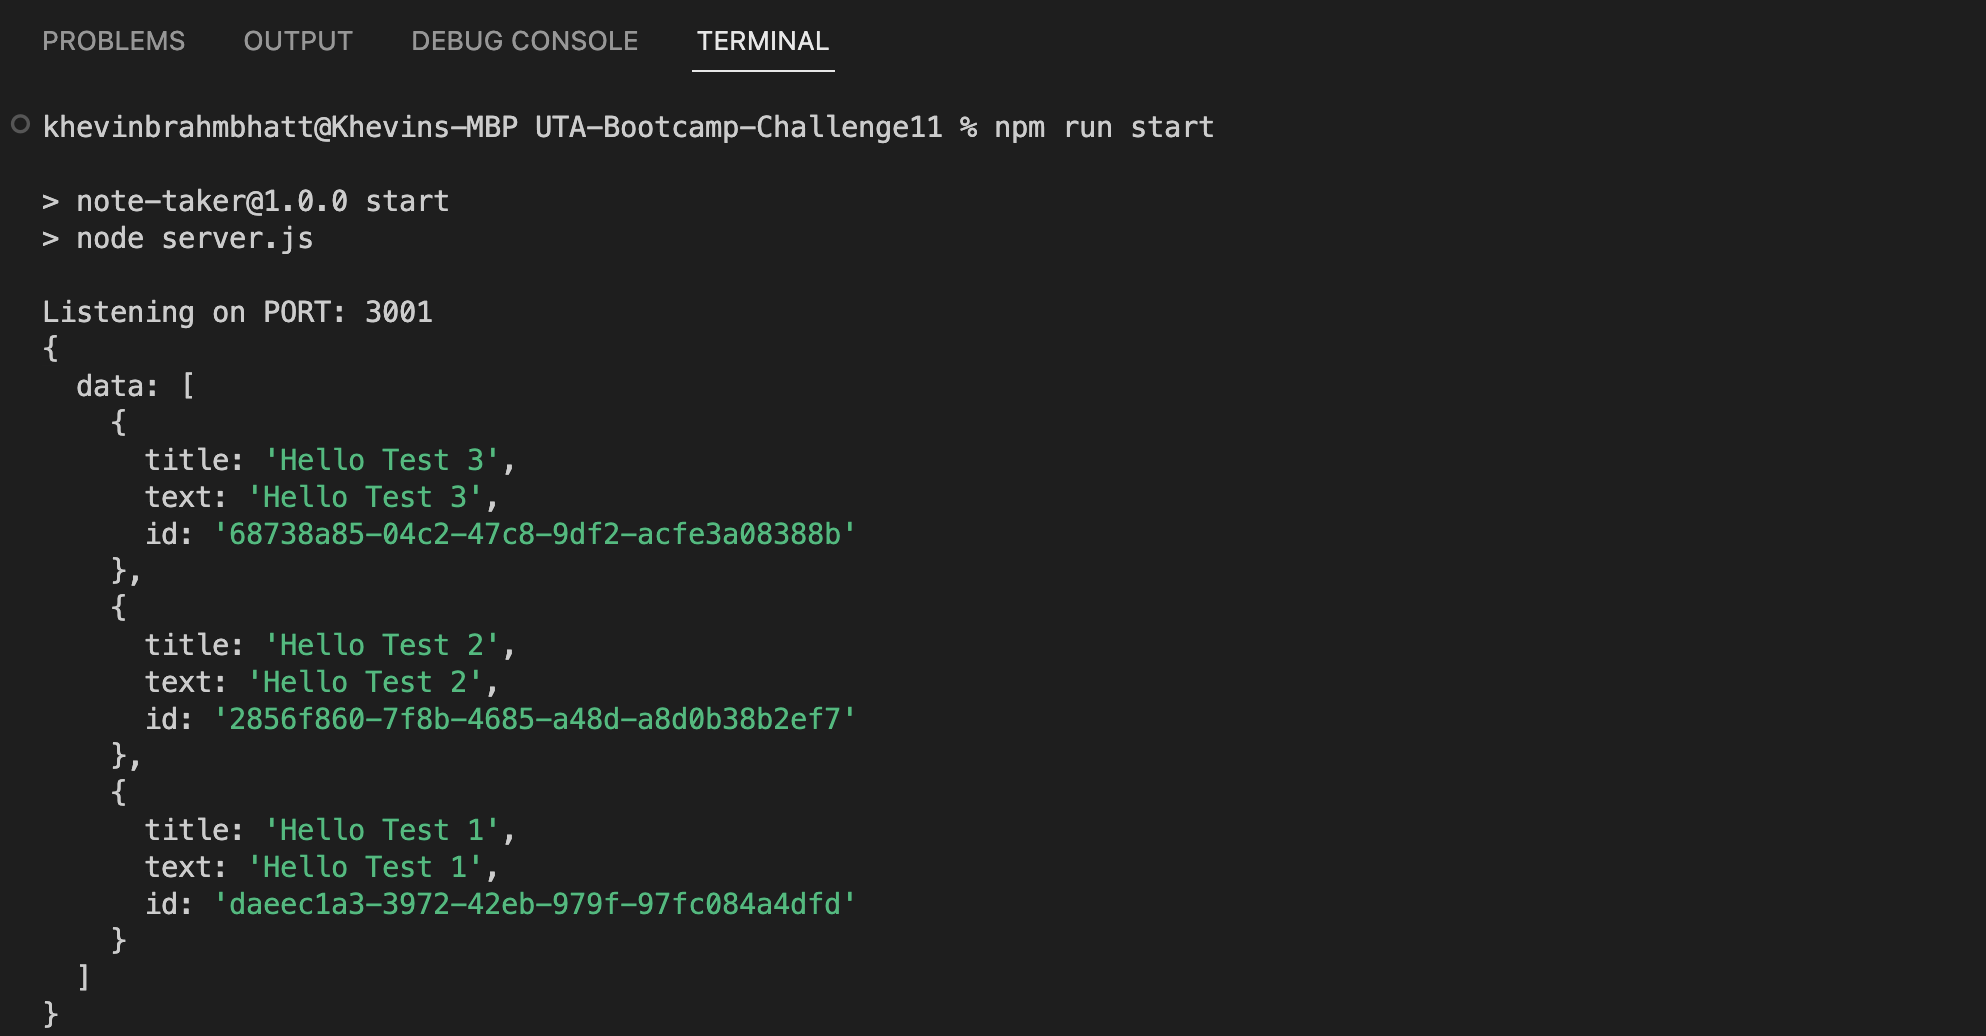 PROBLEMS OUTPUT DEBUG CONSOLE TERMINAL
khevinbrahmbhatt@Khevins-MBP UTA-Bootcamp-Challenge11 % npm run start
> note-taker@1.0.0 start
> node server.js
Listening on PORT: 3001
{
  data: [
    {
      title: 'Hello Test 3',
      text: 'Hello Test 3',
      id: '68738a85-04c2-47c8-9df2-acfe3a08388b'
    },
    {
      title: 'Hello Test 2',
      text: 'Hello Test 2',
      id: '2856f860-7f8b-4685-a48d-a8d0b38b2ef7'
    },
    {
      title: 'Hello Test 1',
      text: 'Hello Test 1',
      id: 'daeec1a3-3972-42eb-979f-97fc084a4dfd'
    }
  ]
}